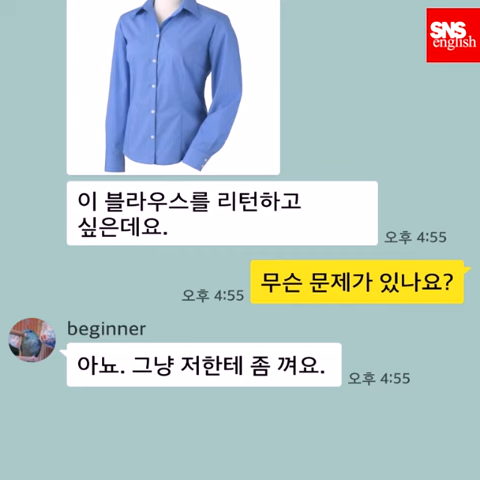 SNS
english
이 블라우스를 리턴하고
싶은데요.
오후 4:55
무슨 문제가 있나요?
오후 4:55
beginner
아뇨. 그냥 저한테 좀 껴요.
오후 4:55